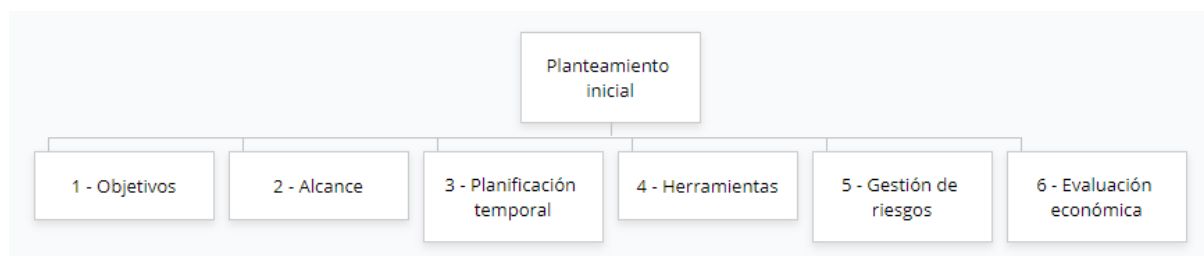 Planteamiento
inicial
1 - Objetivos
2 - Alcance
3 - Planificación
temporal
4 - Herramientas
5 - Gestión de
riesgos
6 - Evaluación
económica